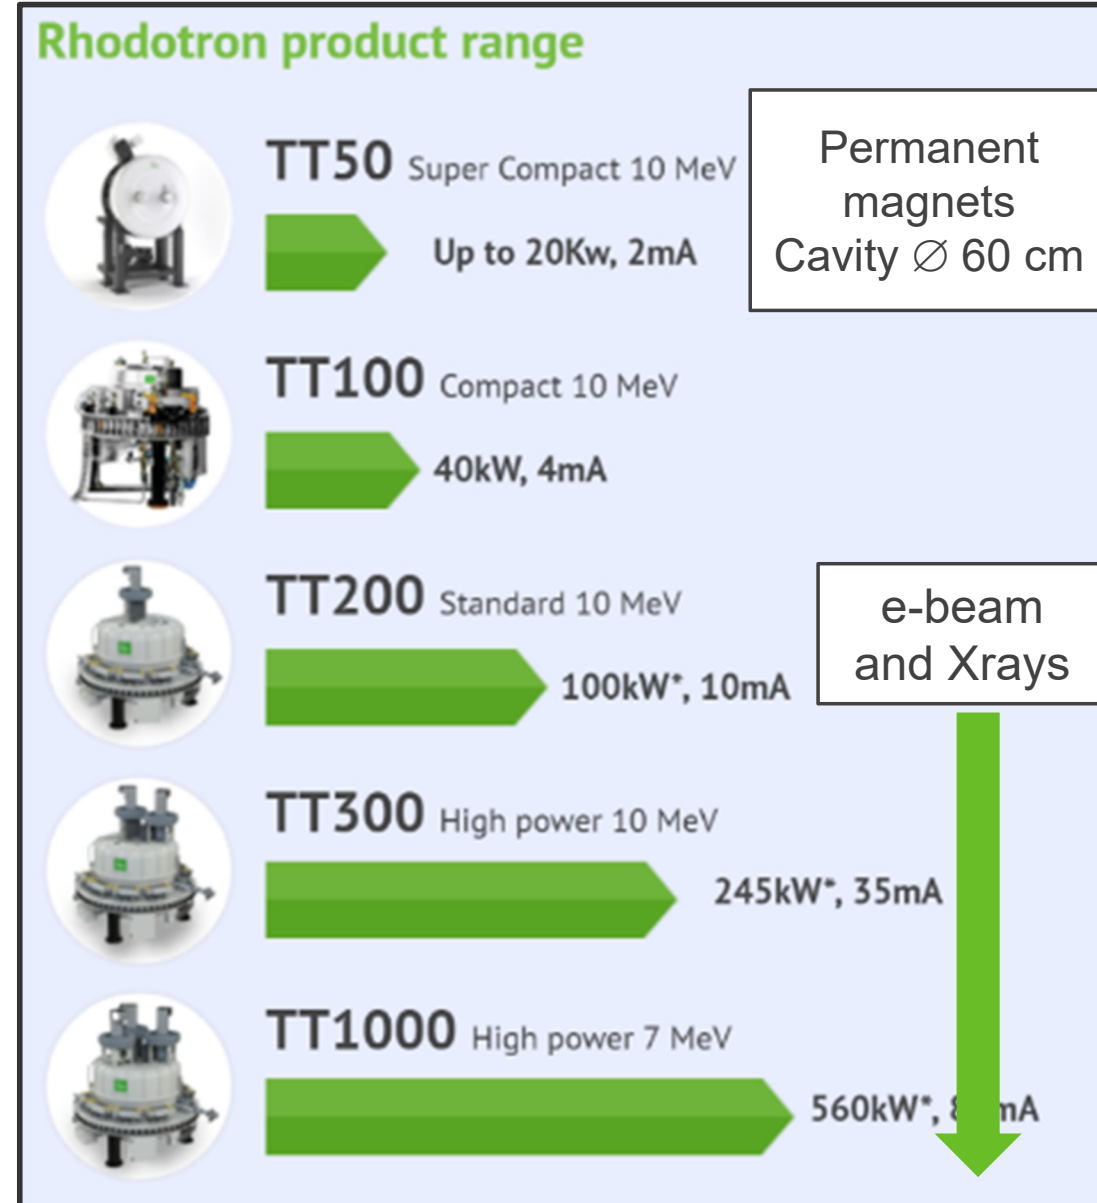 Rhodotron product range
TT50 Super Compact 10 MeV
Up to 20Kw, 2mA
Permanent
magnets
Cavity ∅ 60 cm
TT100 Compact 10 MeV
40kW, 4mA
TT200 Standard 10 MeV
100kW*, 10mA
e-beam
and Xrays
TT300 High power 10 MeV
245kW*, 35mA
TT1000 High power 7 MeV
560kW*,